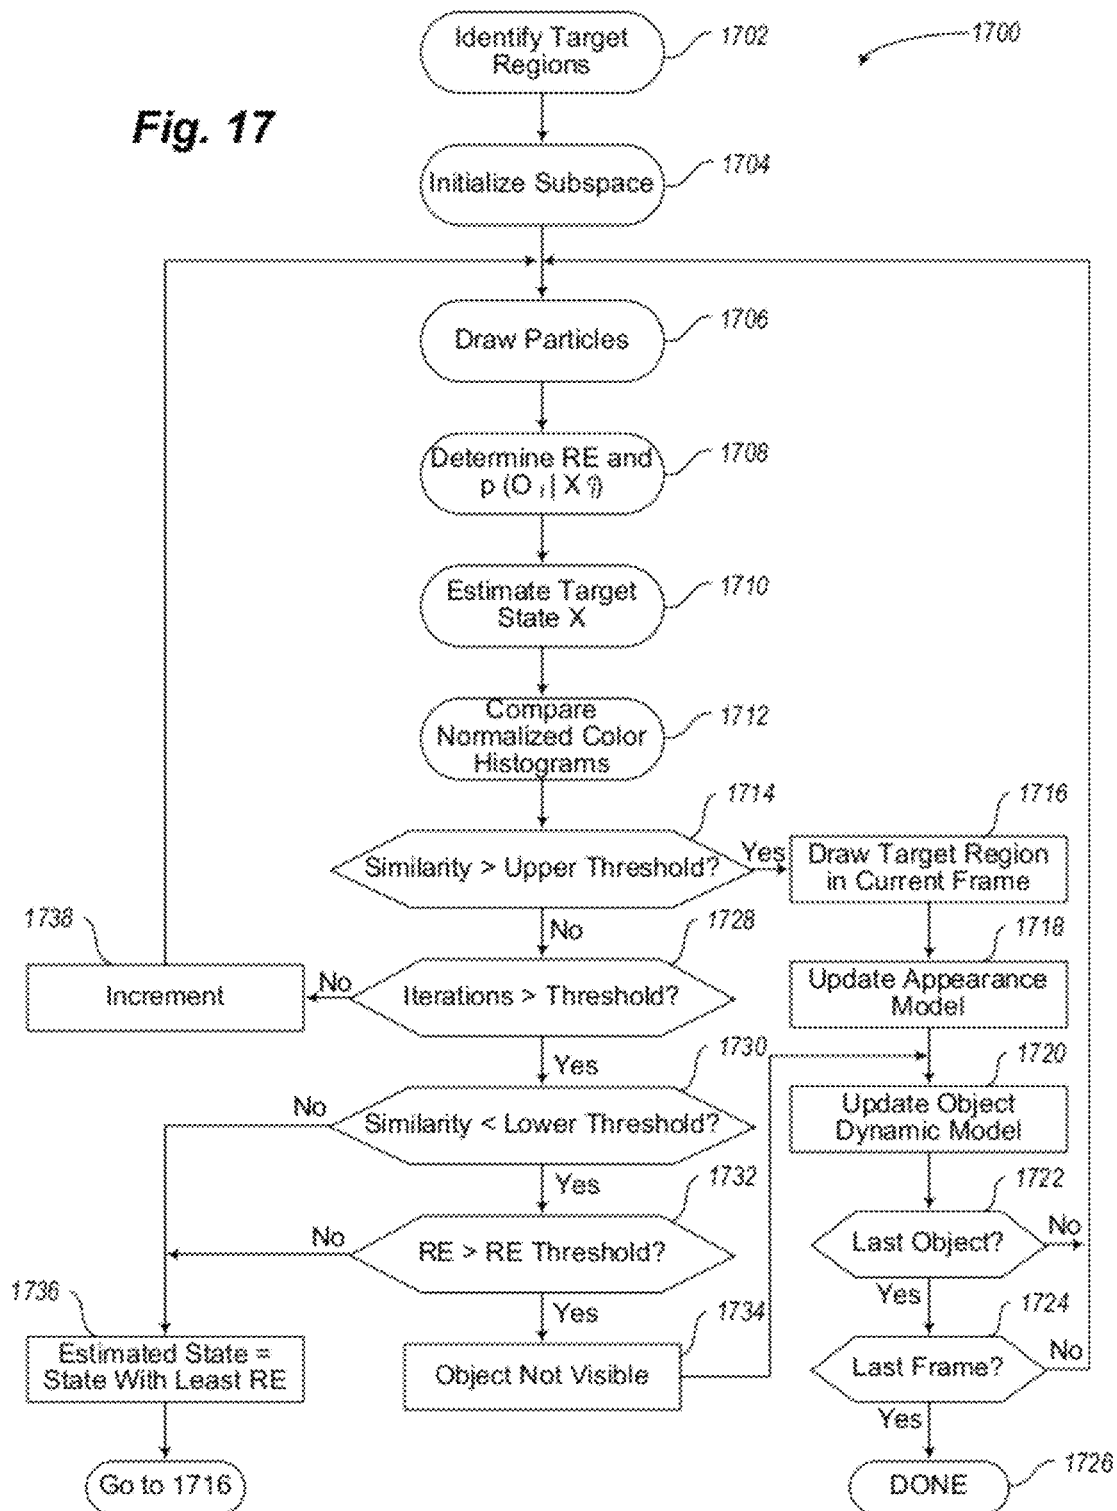 Identify Target
Regions
1702
1700
Fig. 17
Initialize Subspace
1704
Draw Particles
1706
Determine RE and
p (O | X )
1708
Estimate Target
State X
1710
Compare
Normalized Color
Histograms
1712
1714
Similarity > Upper Threshold?
Yes
1716
Draw Target Region
in Current Frame
No
1738
Increment
No
1728
Iterations > Threshold?
1718
Update Appearance
Model
Yes
1730
No
Similarity < Lower Threshold?
1720
Update Object
Dynamic Model
Yes
1732
No
RE > RE Threshold?
1722
Last Object?
No
Yes
1736
Estimated State =
State With Least RE
Yes
1734
Object Not Visible
1724
Last Frame?
No
Yes
Go to 1716
DONE
1726